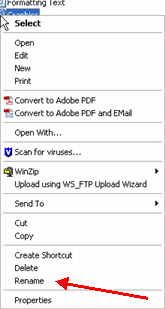 Formatting Text
Graphics
Select
Open
Edit
New
Print
Convert to Adobe PDF
Convert to Adobe PDF and EMail
Open With...
Scan for viruses...
WinZip
Upload using WS_FTP Upload Wizard
Send To
Cut
Copy
Create Shortcut
Delete
Rename
Properties